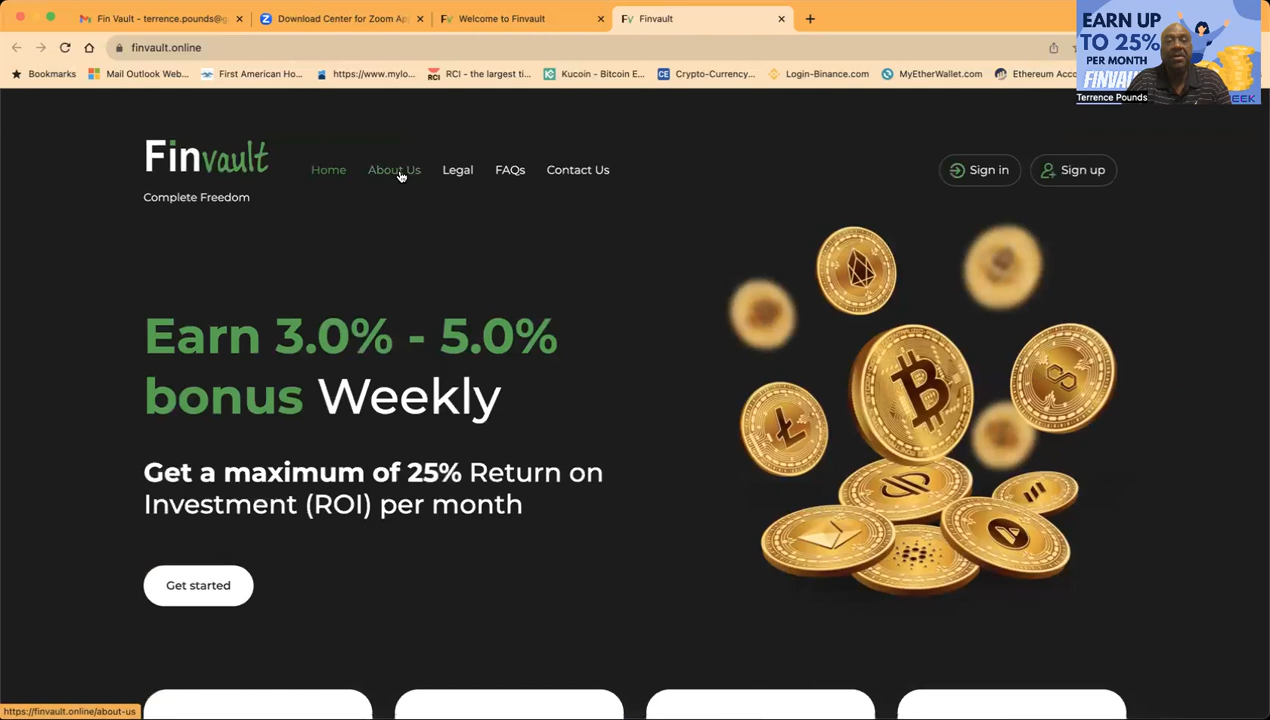 Fin Vault - terrence.pounds@g
Download Center for Zoom Ap
Welcome to Finvault
Finvault
finvault.online
Bookmarks
Mail Outlook Web...
First American Ho...
https://www.mylo...
RCI - the largest ti...
Kucoin - Bitcoin E...
Crypto-Currency...
Login-Binance.com
MyEtherWallet.com
Ethereum Acco
EARN UP
TO 25%
PER MONTH
FINVAU
EEK
Terrence Pounds
Finvault
Complete Freedom
Home
About Us
Legal
FAQs
Contact Us
Sign in
Sign up
Earn 3.0% - 5.0%
bonus Weekly
Get a maximum of 25% Return on
Investment (ROI) per month
Get started
https://finvault.online/about-us